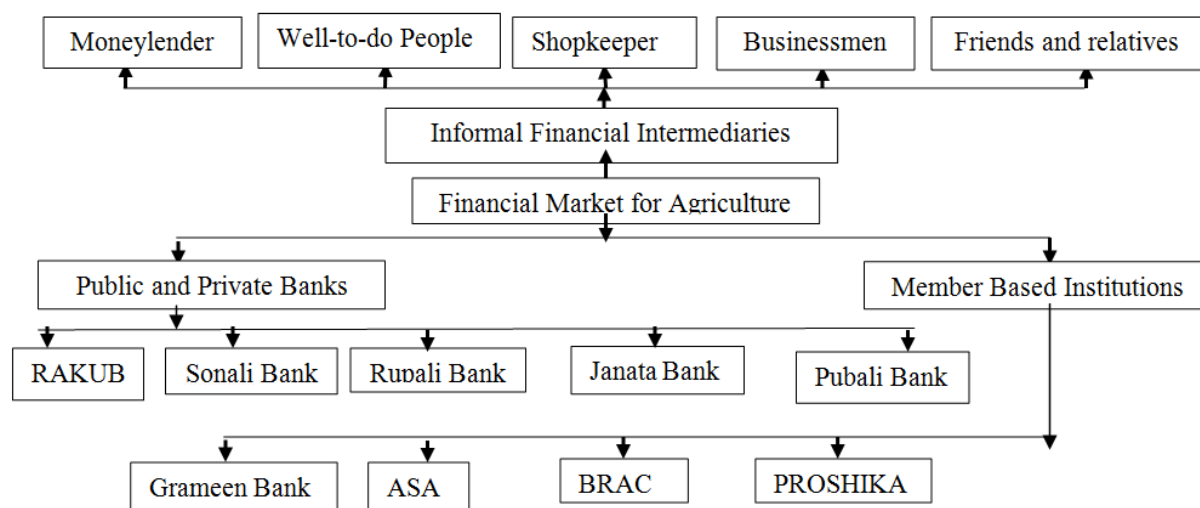 Moneylender
Well-to-do People
Shopkeeper
Businessmen
Friends and relatives
Informal Financial Intermediaries
Financial Market for Agriculture
Public and Private Banks
Member Based Institutions
RAKUB
Sonali Bank
Rupali Bank
Janata Bank
Pubali Bank
Grameen Bank
ASA
BRAC
PROSHIKA